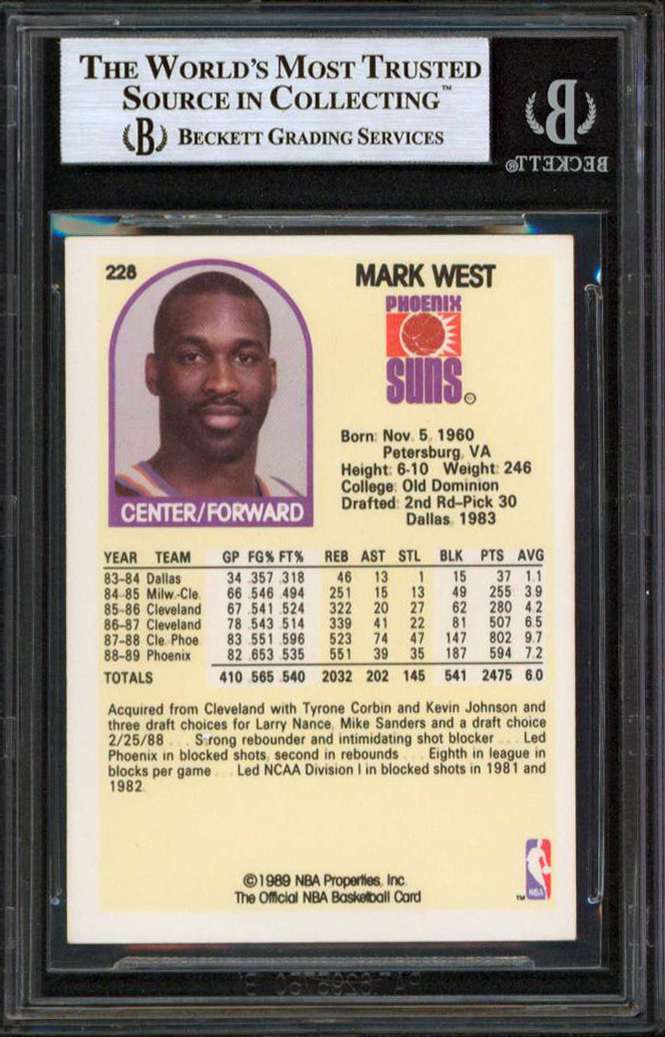 THE WORLD'S MOST TRUSTED
SOURCE IN COLLECTING™
B BECKETT GRADING SERVICES
B
BECKETT®
228
MARK WEST
PHOENIX
SUNS
CENTER/FORWARD
Born: Nov. 5, 1960
Petersburg, VA
Height: 6-10 Weight: 246
College: Old Dominion
Drafted: 2nd Rd-Pick 30
Dallas, 1983
YEAR TEAM GP FG% FT% REB AST STL BLK PTS AVG
83-84 Dallas 34 .357 .318 46 13 1 15 37 1.1
84-85 Milw.-Cle. 66 .546 .494 251 15 13 49 255 3.9
85-86 Cleveland 67 .541 .524 322 20 27 62 280 4.2
86-87 Cleveland 78 .543 .514 339 41 22 81 507 6.5
87-88 Cle. Phoe. 83 .551 .596 523 74 47 147 802 9.7
88-89 Phoenix 82 .653 .535 551 39 35 187 594 7.2
TOTALS 410 .565 .540 2032 202 145 541 2475 6.0
Acquired from Cleveland with Tyrone Corbin and Kevin Johnson and
three draft choices for Larry Nance, Mike Sanders and a draft choice
2/25/88 . . . Strong rebounder and intimidating shot blocker . . . Led
Phoenix in blocked shots, second in rebounds . . . Eighth in league in
blocks per game . . . Led NCAA Division I in blocked shots in 1981 and
1982.
NBA
TM
©1989 NBA Properties, Inc.
The Official NBA Basketball Card